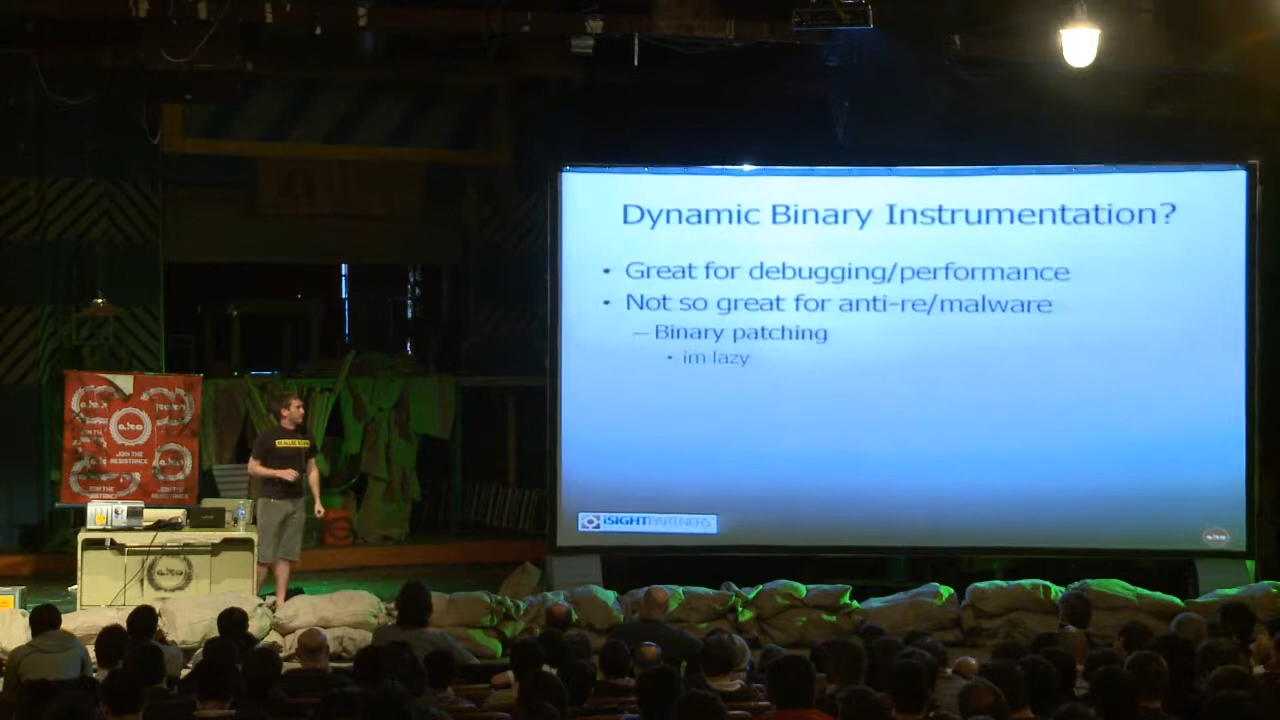 Dynamic Binary Instrumentation?
• Great for debugging/performance
• Not so great for anti-re/malware
– Binary patching
• im lazy
iSIGHTPARTNERS
JOIN THE
RESISTANCE